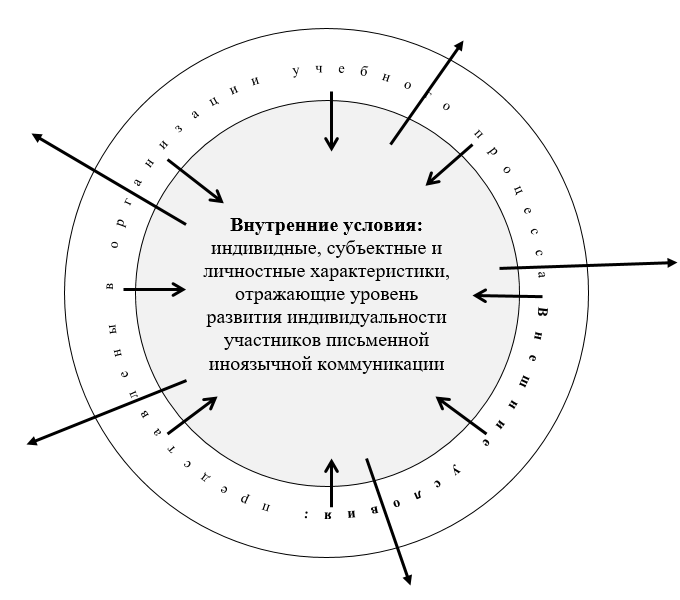 Внешние условия: представлены в организации учебного процесса
Внутренние условия:
индивидные, субъектные и
личностные характеристики,
отражающие уровень
развития индивидуальности
участников письменной
иноязычной коммуникации